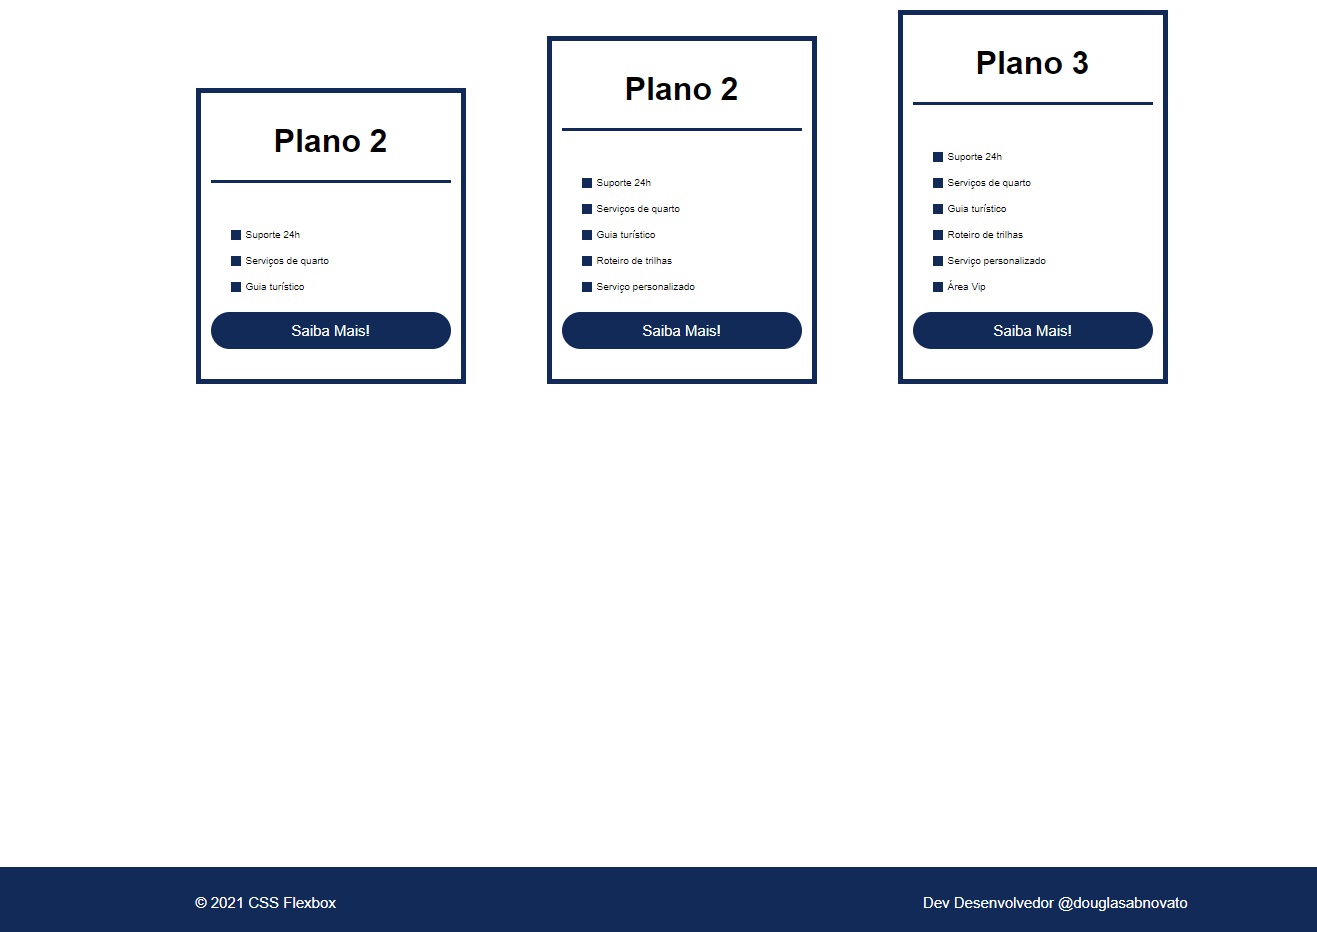 Plano 2
Suporte 24h
Serviços de quarto
Guia turístico
Saiba Mais!
Plano 2
Suporte 24h
Serviços de quarto
Guia turístico
Roteiro de trilhas
Serviço personalizado
Saiba Mais!
Plano 3
Suporte 24h
Serviços de quarto
Guia turístico
Roteiro de trilhas
Serviço personalizado
Área Vip
Saiba Mais!
© 2021 CSS Flexbox
Dev Desenvolvedor @douglasabnovato